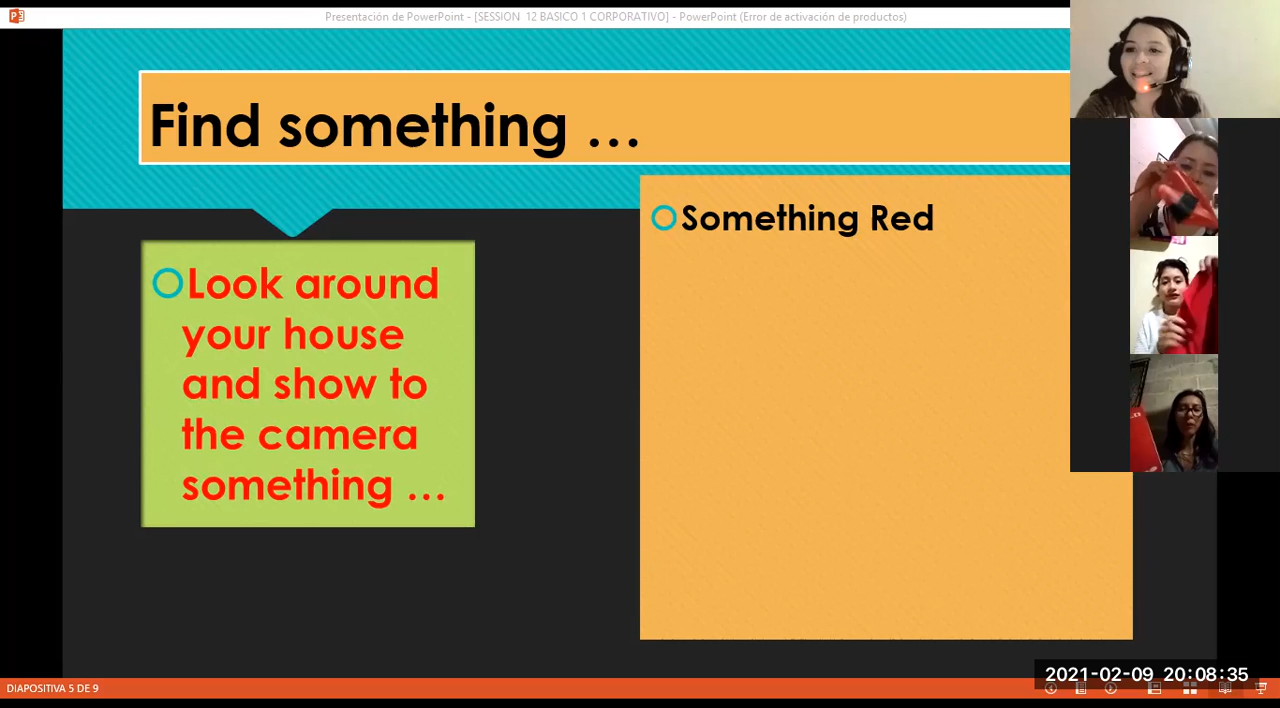 Presentación de PowerPoint - [SESSION  12 BASICO 1 CORPORATIVO] - PowerPoint (Error de activación de productos)
Find something …
Something Red
Look around
your house
and show to
the camera
something …
2021-02-09 20:08:35
DIAPOSITIVA 5 DE 9